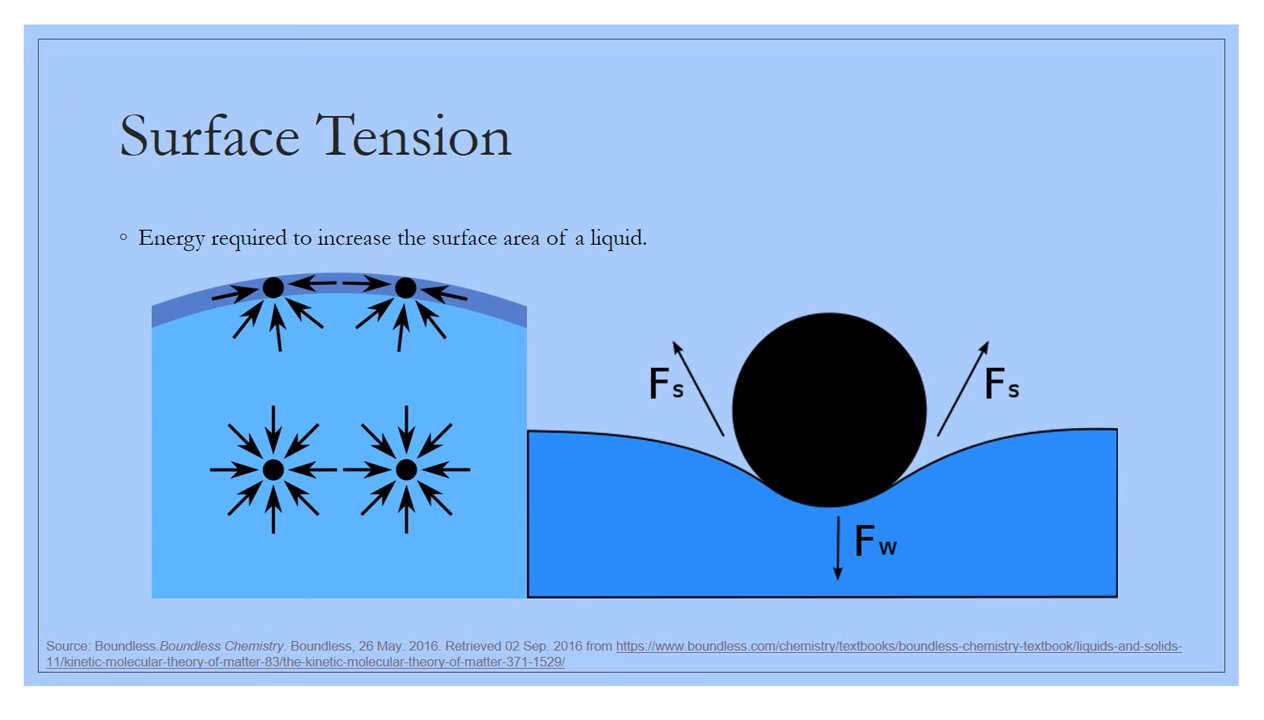 Surface Tension
◦ Energy required to increase the surface area of a liquid.
Fs
Fs
Fw
Source: Boundless.Boundless Chemistry. Boundless, 26 May. 2016. Retrieved 02 Sep. 2016 from https://www.boundless.com/chemistry/textbooks/boundless-chemistry-textbook/liquids-and-solids-
11/kinetic-molecular-theory-of-matter-83/the-kinetic-molecular-theory-of-matter-371-1529/